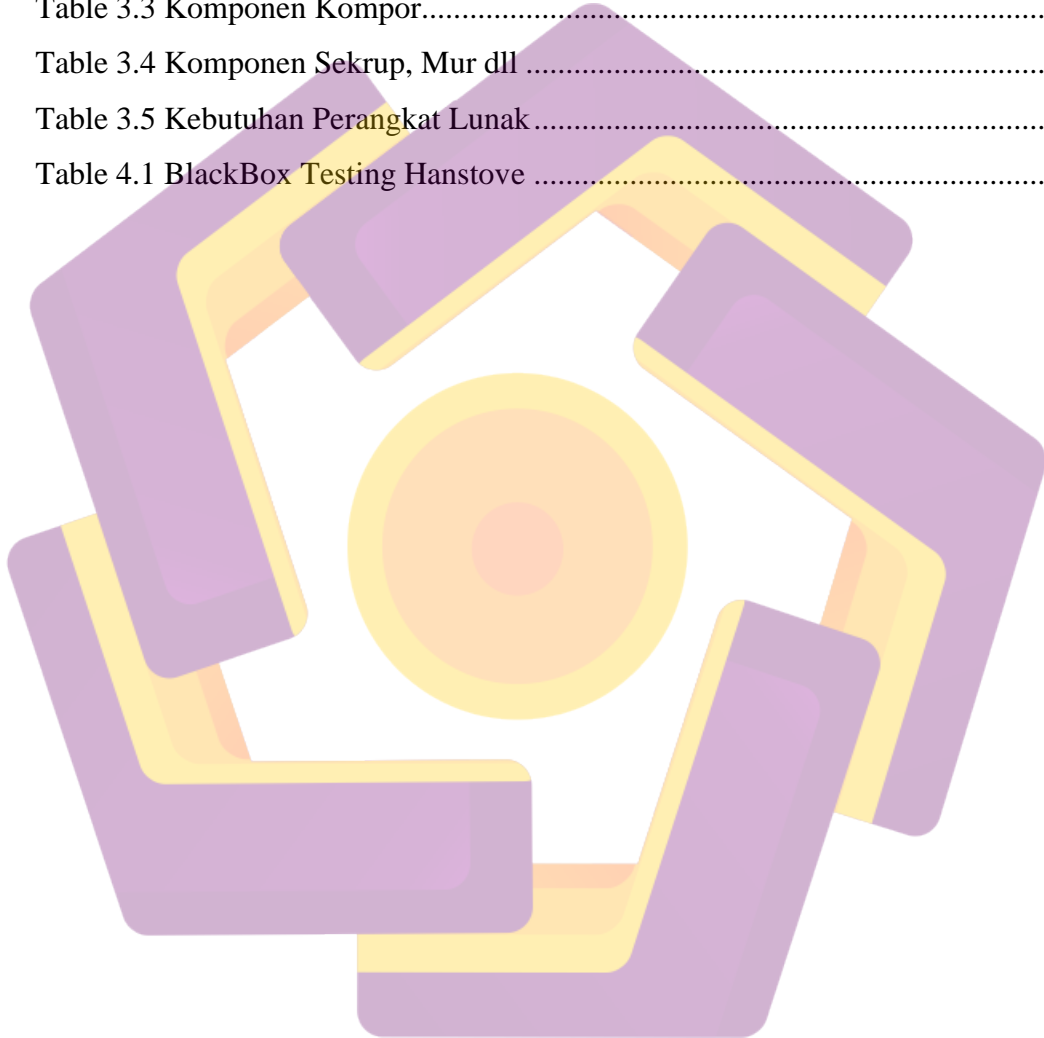 Table 3.3 Komponen Kompor..........................................................................
Table 3.4 Komponen Sekrup, Mur dll ..............................................................
Table 3.5 Kebutuhan Perangkat Lunak.............................................................
Table 4.1 BlackBox Testing Hanstove .............................................................